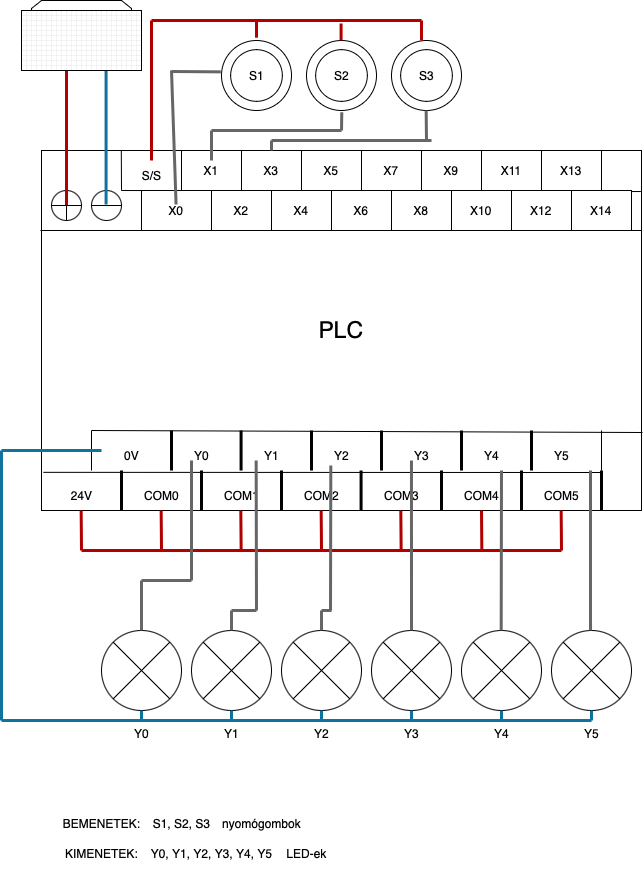 S1 S2 S3
S/S X1 X3 X5 X7 X9 X11 X13
X0 X2 X4 X6 X8 X10 X12 X14
PLC
0V Y0 Y1 Y2 Y3 Y4 Y5
24V COM0 COM1 COM2 COM3 COM4 COM5
Y0 Y1 Y2 Y3 Y4 Y5
BEMENETEK: S1, S2, S3 nyomógombok
KIMENETEK: Y0, Y1, Y2, Y3, Y4, Y5 LED-ek